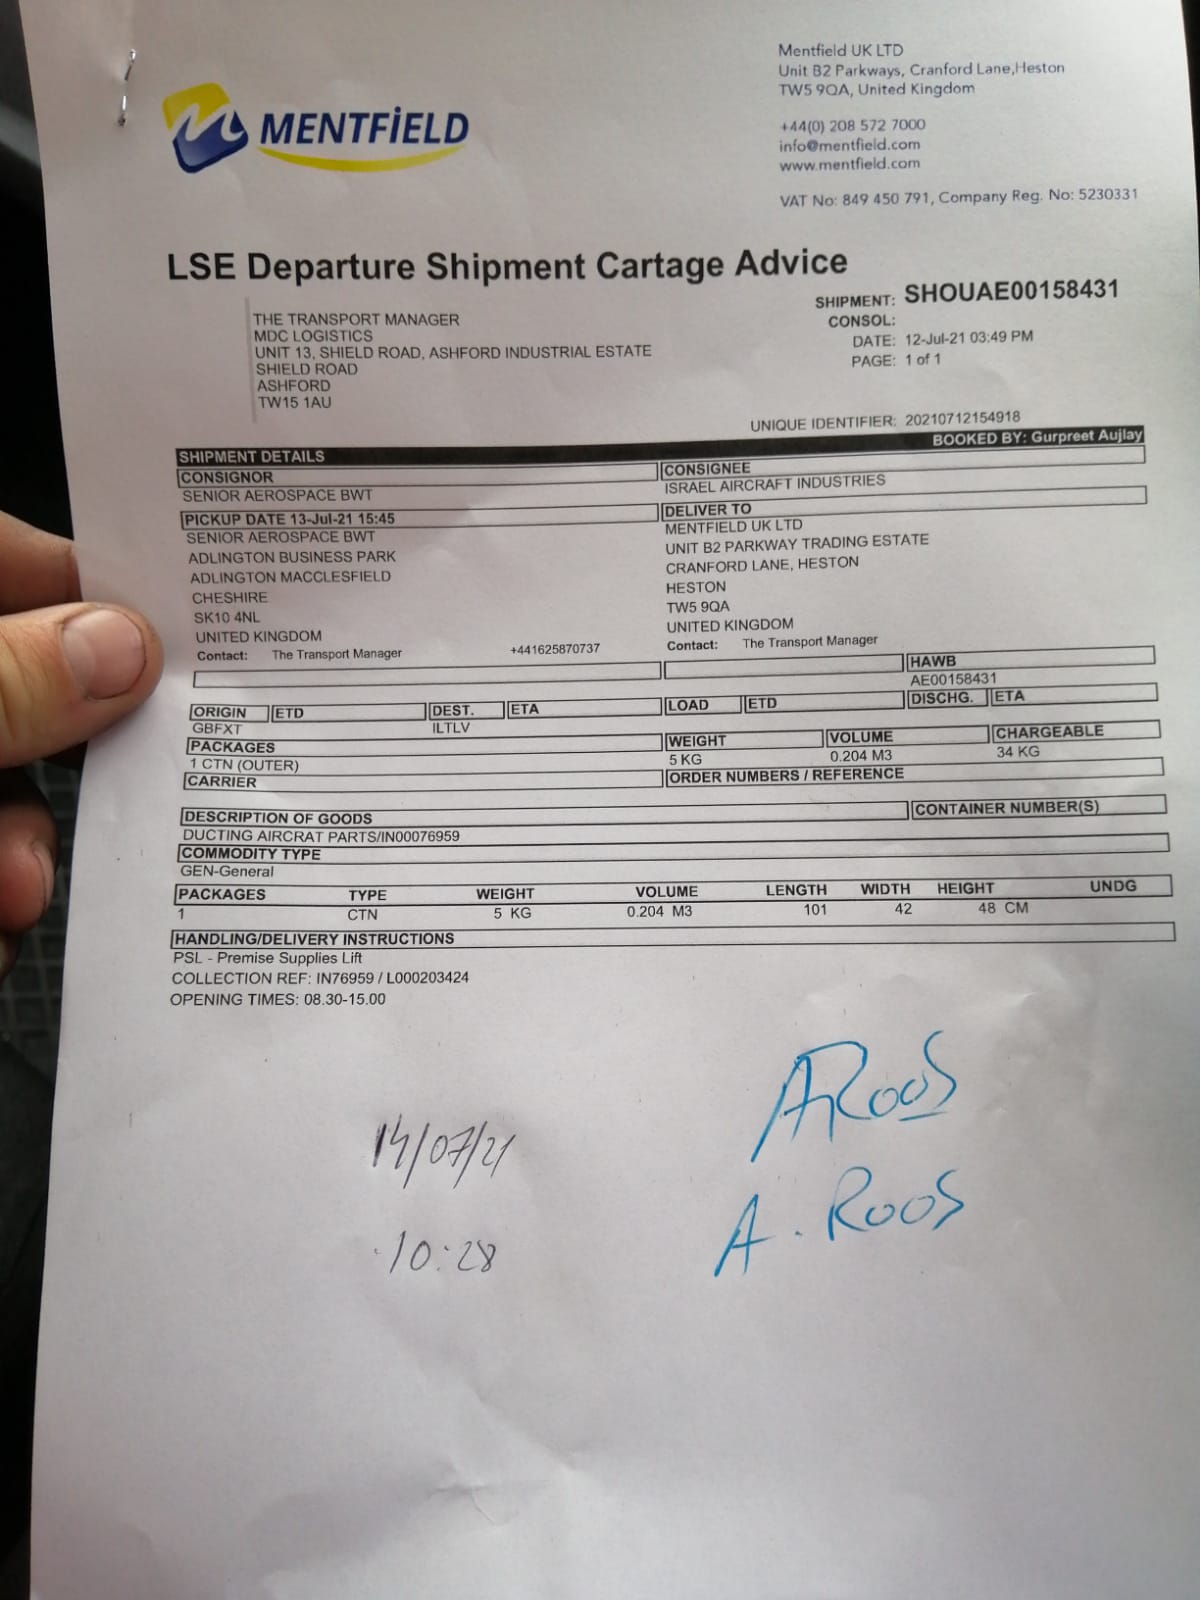 MENTFiELD
Mentfield UK LTD
Unit B2 Parkways, Cranford Lane,Heston
TW5 9QA, United Kingdom
+44(0) 208 572 7000
info@mentfield.com
www.mentfield.com
VAT No: 849 450 791, Company Reg. No: 5230331
LSE Departure Shipment Cartage Advice
SHIPMENT: SHOUAE00158431
CONSOL:
DATE: 12-Jul-21 03:49 PM
PAGE: 1 of 1
THE TRANSPORT MANAGER
MDC LOGISTICS
UNIT 13, SHIELD ROAD, ASHFORD INDUSTRIAL ESTATE
SHIELD ROAD
ASHFORD
TW15 1AU
UNIQUE IDENTIFIER: 20210712154918
BOOKED BY: Gurpreet Aujlay
SHIPMENT DETAILS
CONSIGNOR
SENIOR AEROSPACE BWT
CONSIGNEE
ISRAEL AIRCRAFT INDUSTRIES
PICKUP DATE 13-Jul-21 15:45
SENIOR AEROSPACE BWT
ADLINGTON BUSINESS PARK
ADLINGTON MACCLESFIELD
CHESHIRE
SK10 4NL
UNITED KINGDOM
Contact: The Transport Manager +441625870737
DELIVER TO
MENTFIELD UK LTD
UNIT B2 PARKWAY TRADING ESTATE
CRANFORD LANE, HESTON
HESTON
TW5 9QA
UNITED KINGDOM
Contact: The Transport Manager
HAWB
AE00158431
ORIGIN ETD DEST. ETA LOAD ETD DISCHG. ETA
GBFXT ILTLV
PACKAGES WEIGHT VOLUME CHARGEABLE
1 CTN (OUTER) 5 KG 0.204 M3 34 KG
CARRIER ORDER NUMBERS / REFERENCE
DESCRIPTION OF GOODS CONTAINER NUMBER(S)
DUCTING AIRCRAT PARTS/IN00076959
COMMODITY TYPE
GEN-General
PACKAGES TYPE WEIGHT VOLUME LENGTH WIDTH HEIGHT UNDG
1 CTN 5 KG 0.204 M3 101 42 48 CM
HANDLING/DELIVERY INSTRUCTIONS
PSL - Premise Supplies Lift
COLLECTION REF: IN76959 / L000203424
OPENING TIMES: 08.30-15.00
ARoos
14/07/21
A. Roos
10:28